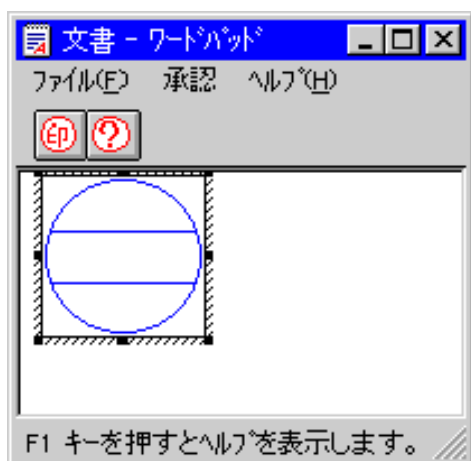 文書 - ワードパッド
ファイル(F) 承認 ヘルプ(H)
印 ?
F1 キーを押すとヘルプを表示します。